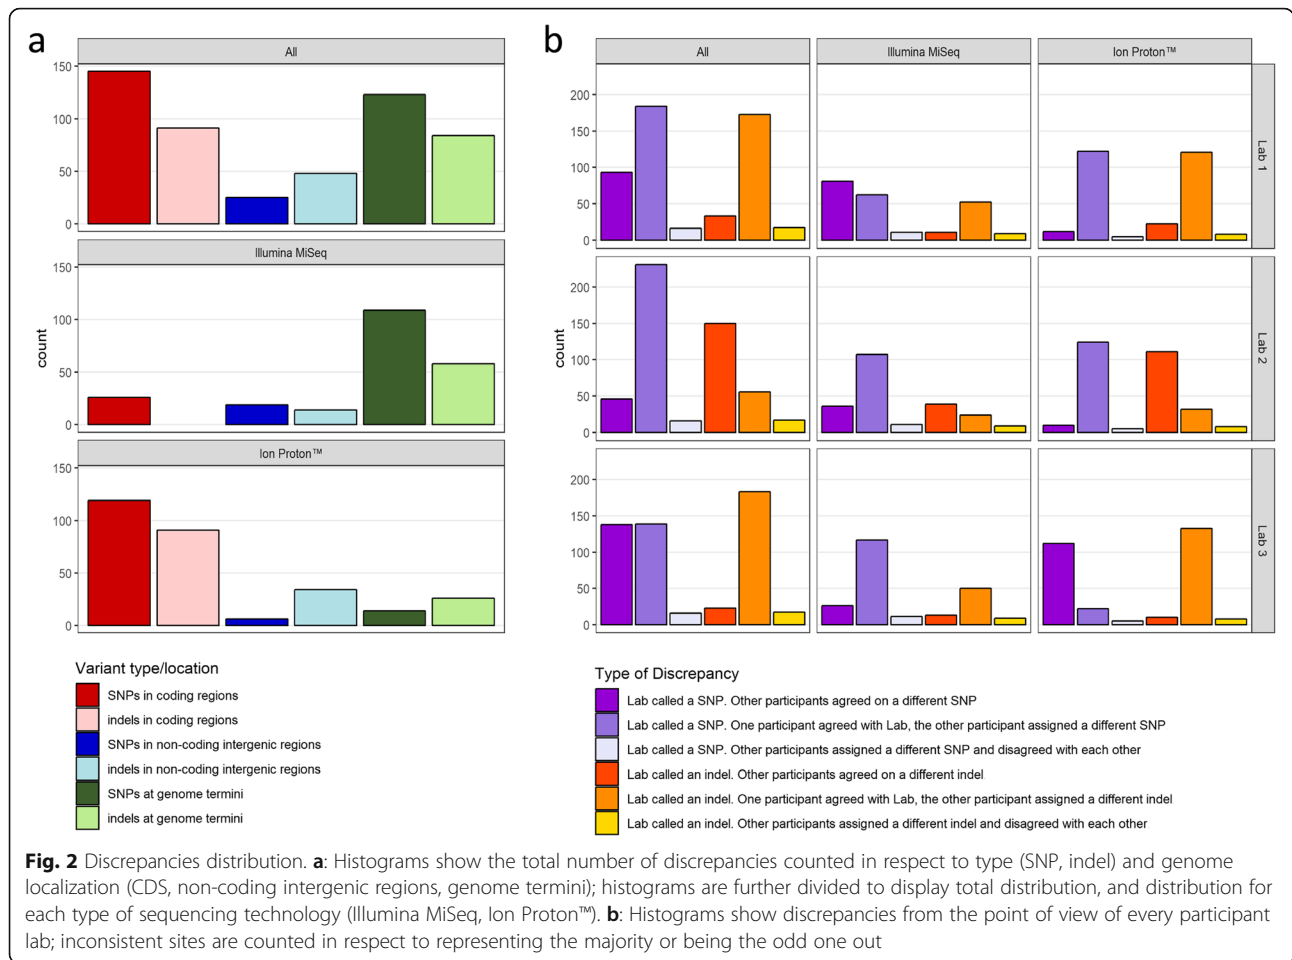 a
All
150
100
50
0
Illumina MiSeq
150
100
50
0
Ion Proton™
150
100
50
0
count
Variant type/location
SNPs in coding regions
indels in coding regions
SNPs in non-coding intergenic regions
indels in non-coding intergenic regions
SNPs at genome termini
indels at genome termini
b
All
Illumina MiSeq
Ion Proton™
200
150
100
50
0
Lab 1
200
150
100
50
0
Lab 2
200
150
100
50
0
Lab 3
count
Type of Discrepancy
Lab called a SNP. Other participants agreed on a different SNP
Lab called a SNP. One participant agreed with Lab, the other participant assigned a different SNP
Lab called a SNP. Other participants assigned a different SNP and disagreed with each other
Lab called an indel. Other participants agreed on a different indel
Lab called an indel. One participant agreed with Lab, the other participant assigned a different indel
Lab called an indel. Other participants assigned a different indel and disagreed with each other
Fig. 2 Discrepancies distribution. a: Histograms show the total number of discrepancies counted in respect to type (SNP, indel) and genome
localization (CDS, non-coding intergenic regions, genome termini); histograms are further divided to display total distribution, and distribution for
each type of sequencing technology (Illumina MiSeq, Ion Proton™). b: Histograms show discrepancies from the point of view of every participant
lab; inconsistent sites are counted in respect to representing the majority or being the odd one out